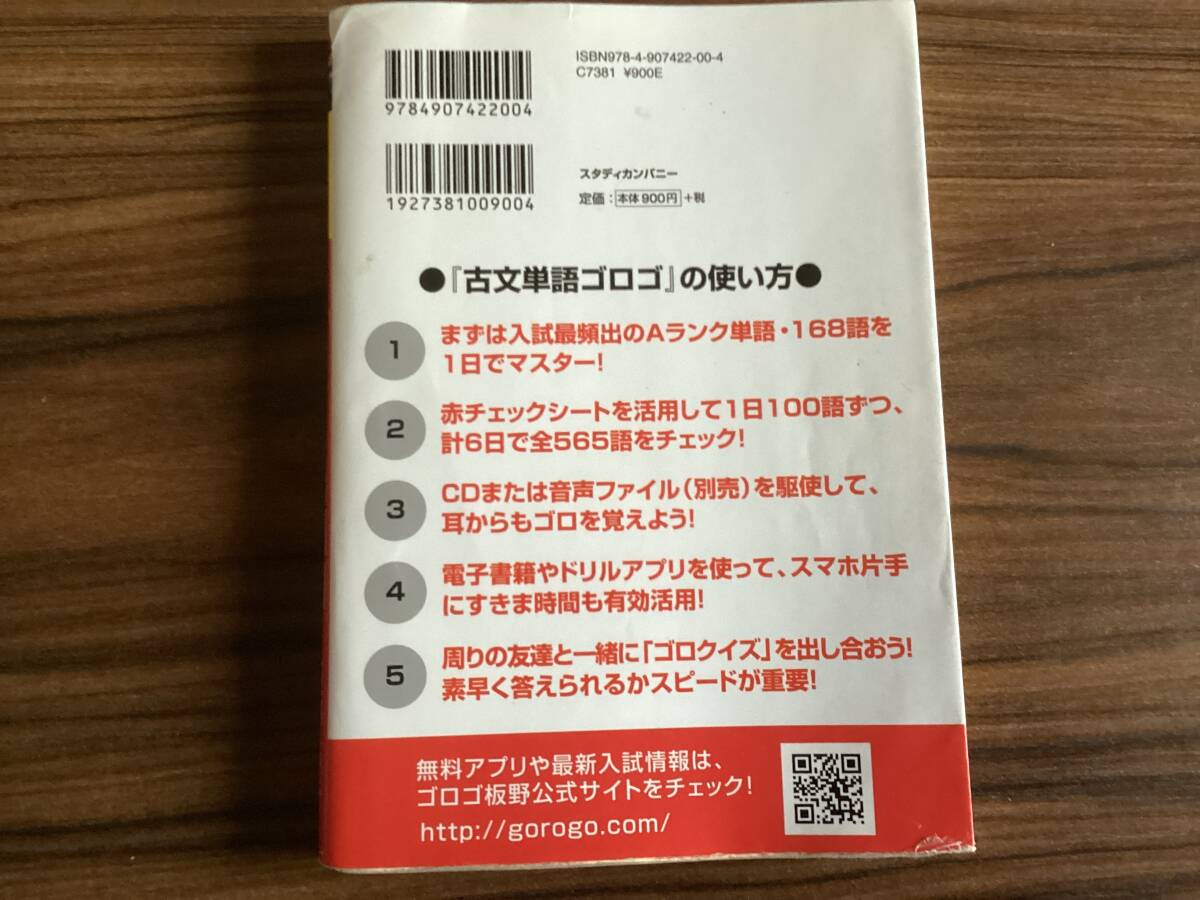 ISBN978-4-907422-00-4
C7381 ¥900E
9784907422004
1927381009004
スタディカンパニー
定価：本体900円+税
●『古文単語ゴロゴ』の使い方●
1
まずは入試最頻出のAランク単語・168語を
1日でマスター！
2
赤チェックシートを活用して1日100語ずつ、
計6日で全565語をチェック！
3
CDまたは音声ファイル（別売）を駆使して、
耳からもゴロを覚えよう！
4
電子書籍やドリルアプリを使って、スマホ片手
にすきま時間も有効活用！
5
周りの友達と一緒に「ゴロクイズ」を出し合おう！
素早く答えられるかスピードが重要！
無料アプリや最新入試情報は、
ゴロゴ板野公式サイトをチェック！
http://gorogo.com/